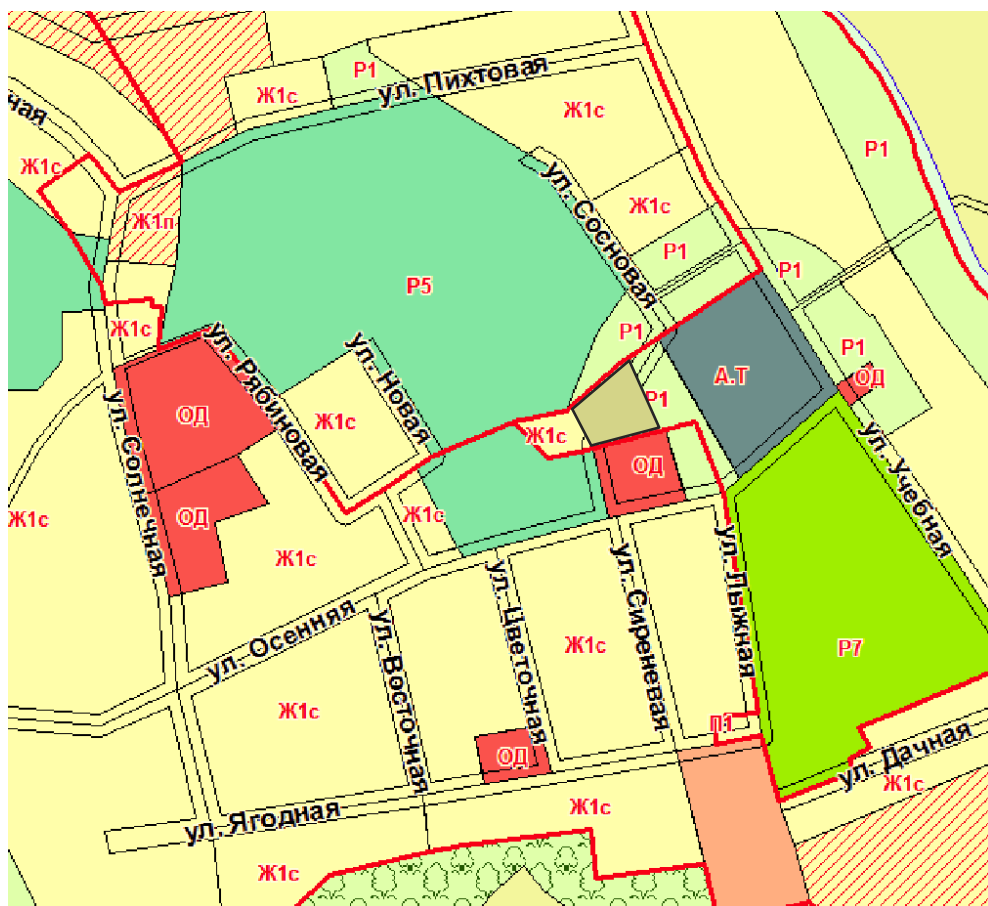 Р1
ул. Пихтовая
Ж1с
Ж1с
ная
Р1
Ж1с
ул. Сосновая
Ж1с
Ж1п
Р1
Р1
Р5
Ж1с
Р1
ул. Рябиновая
ул. Новая
Р1
А.Т
ОД
Р1
ул. Солнечная
ОД
Ж1с
Ж1с
ул. Учебная
ОД
Ж1с
ОД
Ж1с
Ж1с
ул. Лыжная
ул. Сиреневая
ул. Цветочная
ул. Осенняя
ул. Восточная
Ж1с
Р7
Ж1с
П1
ОД
ул. Дачная
Ж1с
ул. Ягодная
Ж1с
Ж1с